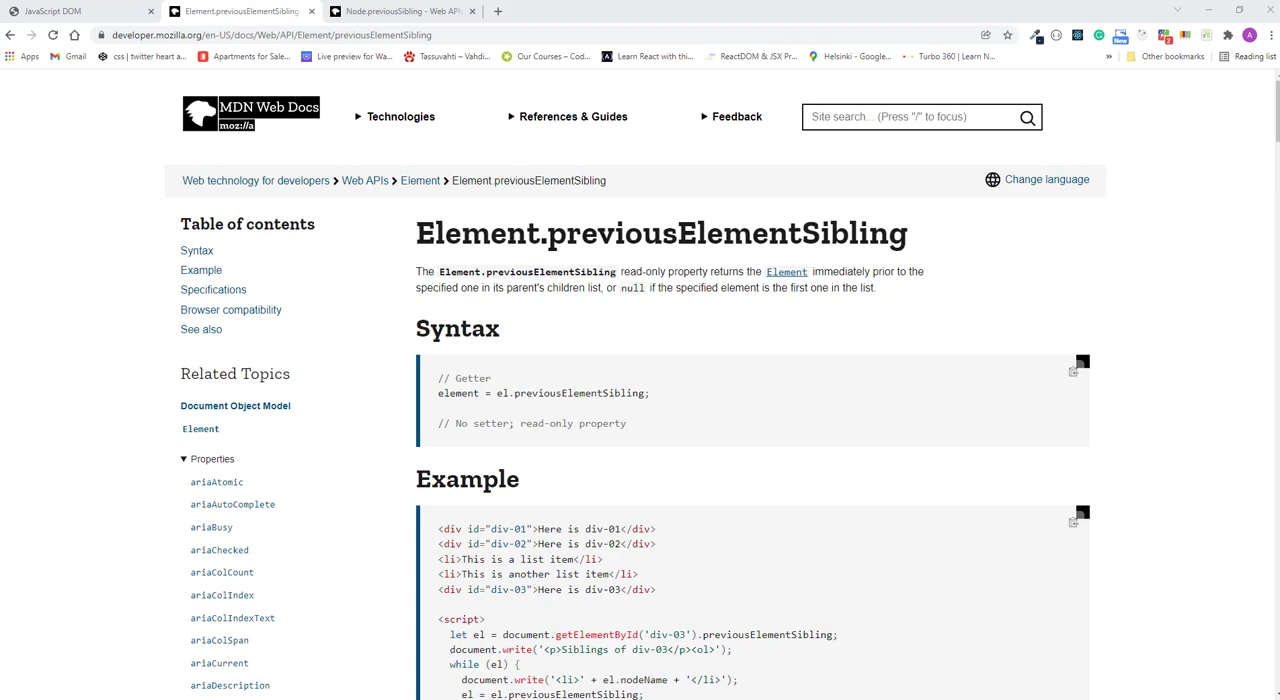 JavaScript DOM
Element.previousElementSibling
Node.previousSibling - Web APIs
developer.mozilla.org/en-US/docs/Web/API/Element/previousElementSibling
New
2
A
Apps
Gmail
css | twitter heart a...
Apartments for Sale...
Live preview for Wa...
Tassuvahti – Vahdi...
Our Courses – Cod...
Learn React with thi...
ReactDOM & JSX Pr...
Helsinki - Google...
Turbo 360 | Learn N...
»
Other bookmarks
Reading list
MDN Web Docs
moz://a
Technologies
References & Guides
Feedback
Site search... (Press "/" to focus)
Web technology for developers
Web APIs
Element
Element.previousElementSibling
Change language
Table of contents
Syntax
Example
Specifications
Browser compatibility
See also
Related Topics
Document Object Model
Element
Properties
ariaAtomic
ariaAutoComplete
ariaBusy
ariaChecked
ariaColCount
ariaColIndex
ariaColIndexText
ariaColSpan
ariaCurrent
ariaDescription
Element.previousElementSibling
The Element.previousElementSibling read-only property returns the Element immediately prior to the
specified one in its parent's children list, or null if the specified element is the first one in the list.
Syntax
// Getter
element = el.previousElementSibling;
// No setter; read-only property
Example
<div id="div-01">Here is div-01</div>
<div id="div-02">Here is div-02</div>
<li>This is a list item</li>
<li>This is another list item</li>
<div id="div-03">Here is div-03</div>
<script>
let el = document.getElementById('div-03').previousElementSibling;
document.write('<p>Siblings of div-03</p><ol>');
while (el) {
document.write('<li>' + el.nodeName + '</li>');
el = el.previousElementSibling;